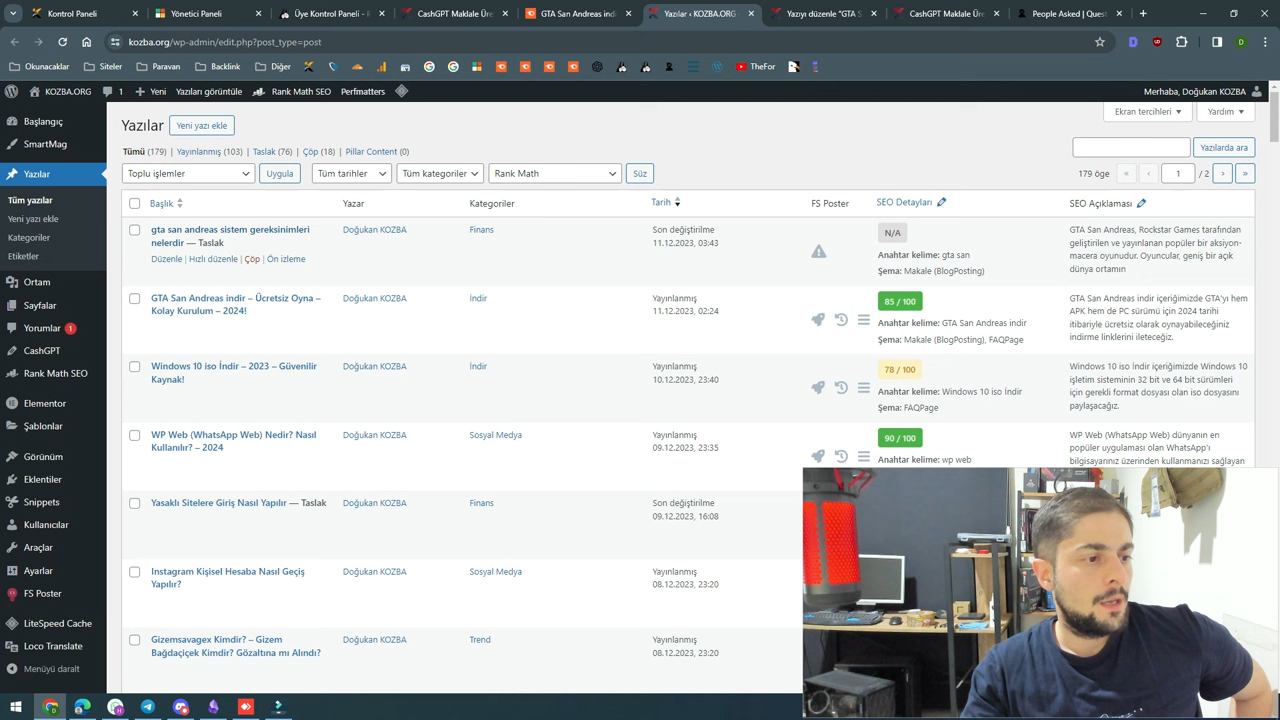 Kontrol Paneli -
Yönetici Paneli
Üye Kontrol Paneli -
CashGPT Maklale Üre
GTA San Andreas indi
Yazılar ‹ KOZBA.ORG
Yazıyı düzenle "GTA S
CashGPT Maklale Üre
People Asked | Quest
kozba.org/wp-admin/edit.php?post_type=post
Okunacaklar
Siteler
Paravan
Backlink
Diğer
TheFor
KOZBA.ORG
1
Yeni
Yazıları görüntüle
Rank Math SEO
Perfmatters
Merhaba, Doğukan KOZBA
Başlangıç
SmartMag
Yazılar
Tüm yazılar
Yeni yazı ekle
Kategoriler
Etiketler
Ortam
Sayfalar
Yorumlar 1
CashGPT
Rank Math SEO
Elementor
Şablonlar
Görünüm
Eklentiler
Snippets
Kullanıcılar
Araçlar
Ayarlar
FS Poster
LiteSpeed Cache
Loco Translate
Menüyü daralt
Yazılar
Yeni yazı ekle
Ekran tercihleri
Yardım
Tümü (179) | Yayınlanmış (103) | Taslak (76) | Çöp (18) | Pillar Content (0)
Yazılarda ara
Toplu işlemler
Uygula
Tüm tarihler
Tüm kategoriler
Rank Math
Süz
179 öge
«
‹
1
/ 2
›
»
Başlık
Yazar
Kategoriler
Tarih
FS Poster
SEO Detayları
SEO Açıklaması
gta san andreas sistem gereksinimleri
nelerdir — Taslak
Düzenle | Hızlı düzenle | Çöp | Ön izleme
Doğukan KOZBA
Finans
Son değiştirilme
11.12.2023, 03:43
N/A
Anahtar kelime: gta san
Şema: Makale (BlogPosting)
GTA San Andreas, Rockstar Games tarafından
geliştirilen ve yayınlanan popüler bir aksiyon-
macera oyunudur. Oyuncular, geniş bir açık
dünya ortamın
GTA San Andreas indir – Ücretsiz Oyna –
Kolay Kurulum – 2024!
Doğukan KOZBA
İndir
Yayınlanmış
11.12.2023, 02:24
85 / 100
Anahtar kelime: GTA San Andreas indir
Şema: Makale (BlogPosting), FAQPage
GTA San Andreas indir içeriğimizde GTA'yı hem
APK hem de PC sürümü için 2024 tarihi
itibariyle ücretsiz olarak oynayabileceğiniz
indirme linklerini ileteceğiz.
Windows 10 iso İndir – 2023 – Güvenilir
Kaynak!
Doğukan KOZBA
İndir
Yayınlanmış
10.12.2023, 23:40
78 / 100
Anahtar kelime: Windows 10 iso İndir
Şema: FAQPage
Windows 10 iso İndir içeriğimizde Windows 10
işletim sisteminin 32 bit ve 64 bit sürümleri
için gerekli format dosyası olan iso dosyasını
paylaşacağız.
WP Web (WhatsApp Web) Nedir? Nasıl
Kullanılır? – 2024
Doğukan KOZBA
Sosyal Medya
Yayınlanmış
09.12.2023, 23:35
90 / 100
Anahtar kelime: wp web
WP Web (WhatsApp Web) dünyanın en
popüler uygulaması olan WhatsApp'ı
bilgisayarınız üzerinden kullanmanızı sağlayan
Yasaklı Sitelere Giriş Nasıl Yapılır — Taslak
Doğukan KOZBA
Finans
Son değiştirilme
09.12.2023, 16:08
Instagram Kişisel Hesaba Nasıl Geçiş
Yapılır?
Doğukan KOZBA
Sosyal Medya
Yayınlanmış
08.12.2023, 23:20
Gizemsavagex Kimdir? – Gizem
Bağdaçiçek Kimdir? Gözaltına mı Alındı?
Doğukan KOZBA
Trend
Yayınlanmış
08.12.2023, 23:20